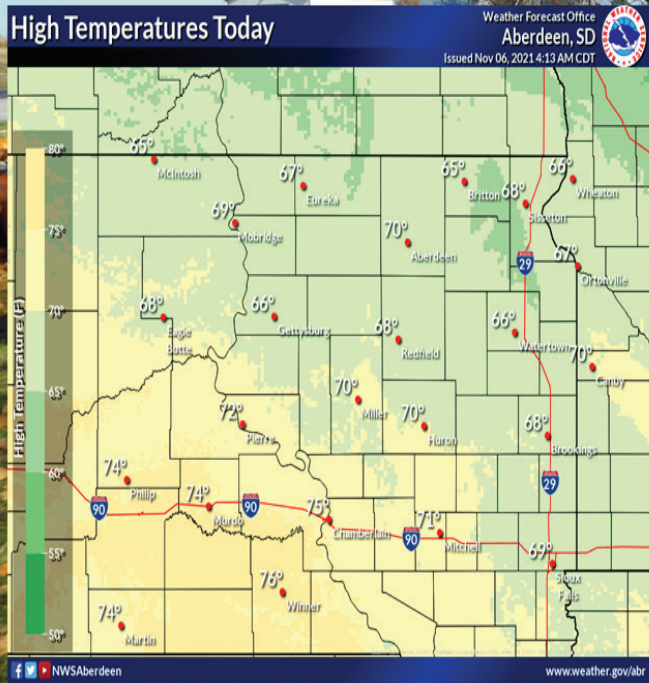 High Temperatures Today
Weather Forecast Office
Aberdeen, SD
Issued Nov 06, 2021 4:13 AM CDT
NATIONAL WEATHER SERVICE
High Temperature (F)
80°
75°
70°
65°
60°
55°
50°
65°
McIntosh
67°
Eureka
65°
Britton
68°
Sisseton
66°
Wheaton
69°
Mobridge
70°
Aberdeen
29
67°
Ortonville
68°
Eagle
Butte
66°
Gettysburg
68°
Redfield
66°
Watertown
70°
Canby
72°
Pierre
70°
Miller
70°
Huron
68°
Brookings
74°
Philip
74°
Murdo
75°
Chamberlain
71°
Mitchell
69°
Sioux
Falls
90
90
90
29
76°
Winner
74°
Martin
NWSAberdeen
www.weather.gov/abr